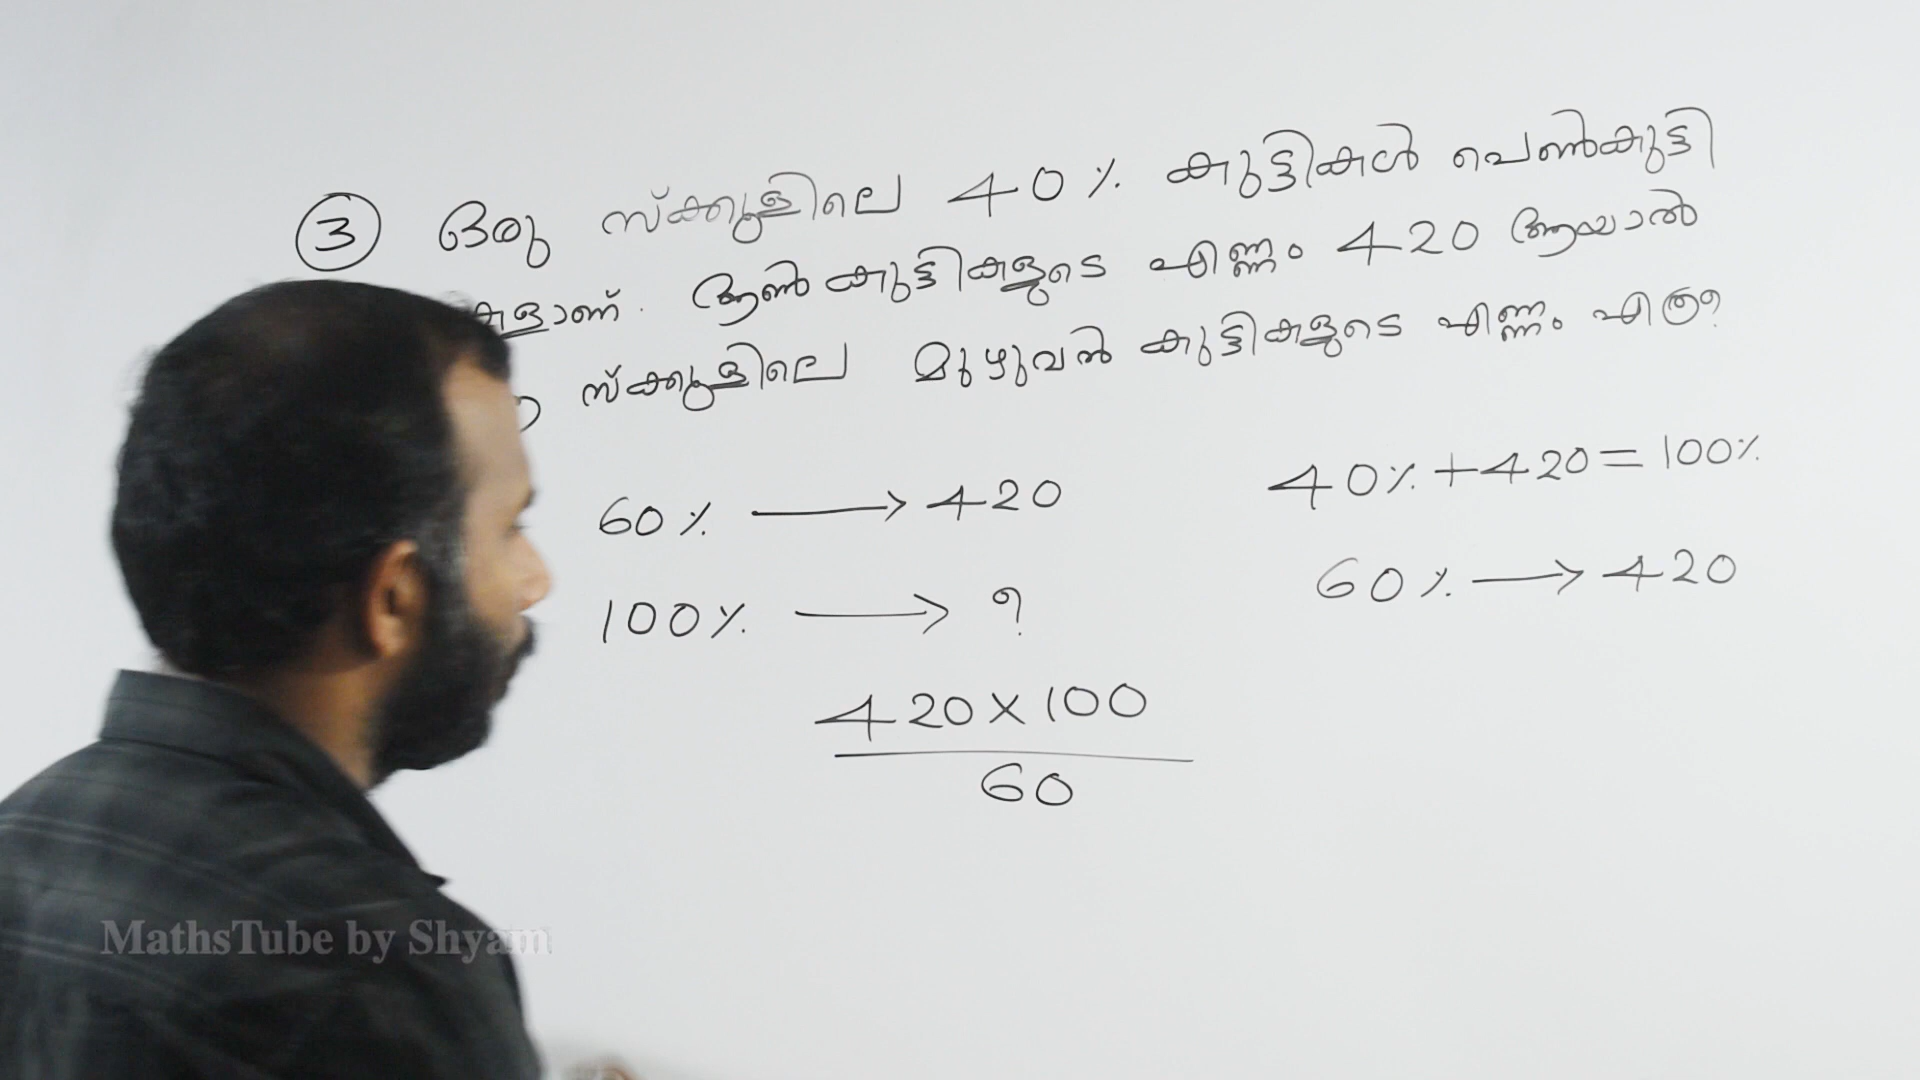 ③ ഒരു സ്ക്കൂളിലെ 40% കുട്ടികൾ പെൺകുട്ടി
കളാണ്. ആൺകുട്ടികളുടെ എണ്ണം 420 ആയാൽ
സ്ക്കൂളിലെ മുഴുവൻ കുട്ടികളുടെ എണ്ണം എത്ര?
40% + 420 = 100%
60% → 420
60% → 420
100% → ?
420 × 100
60
MathsTube by Shyam